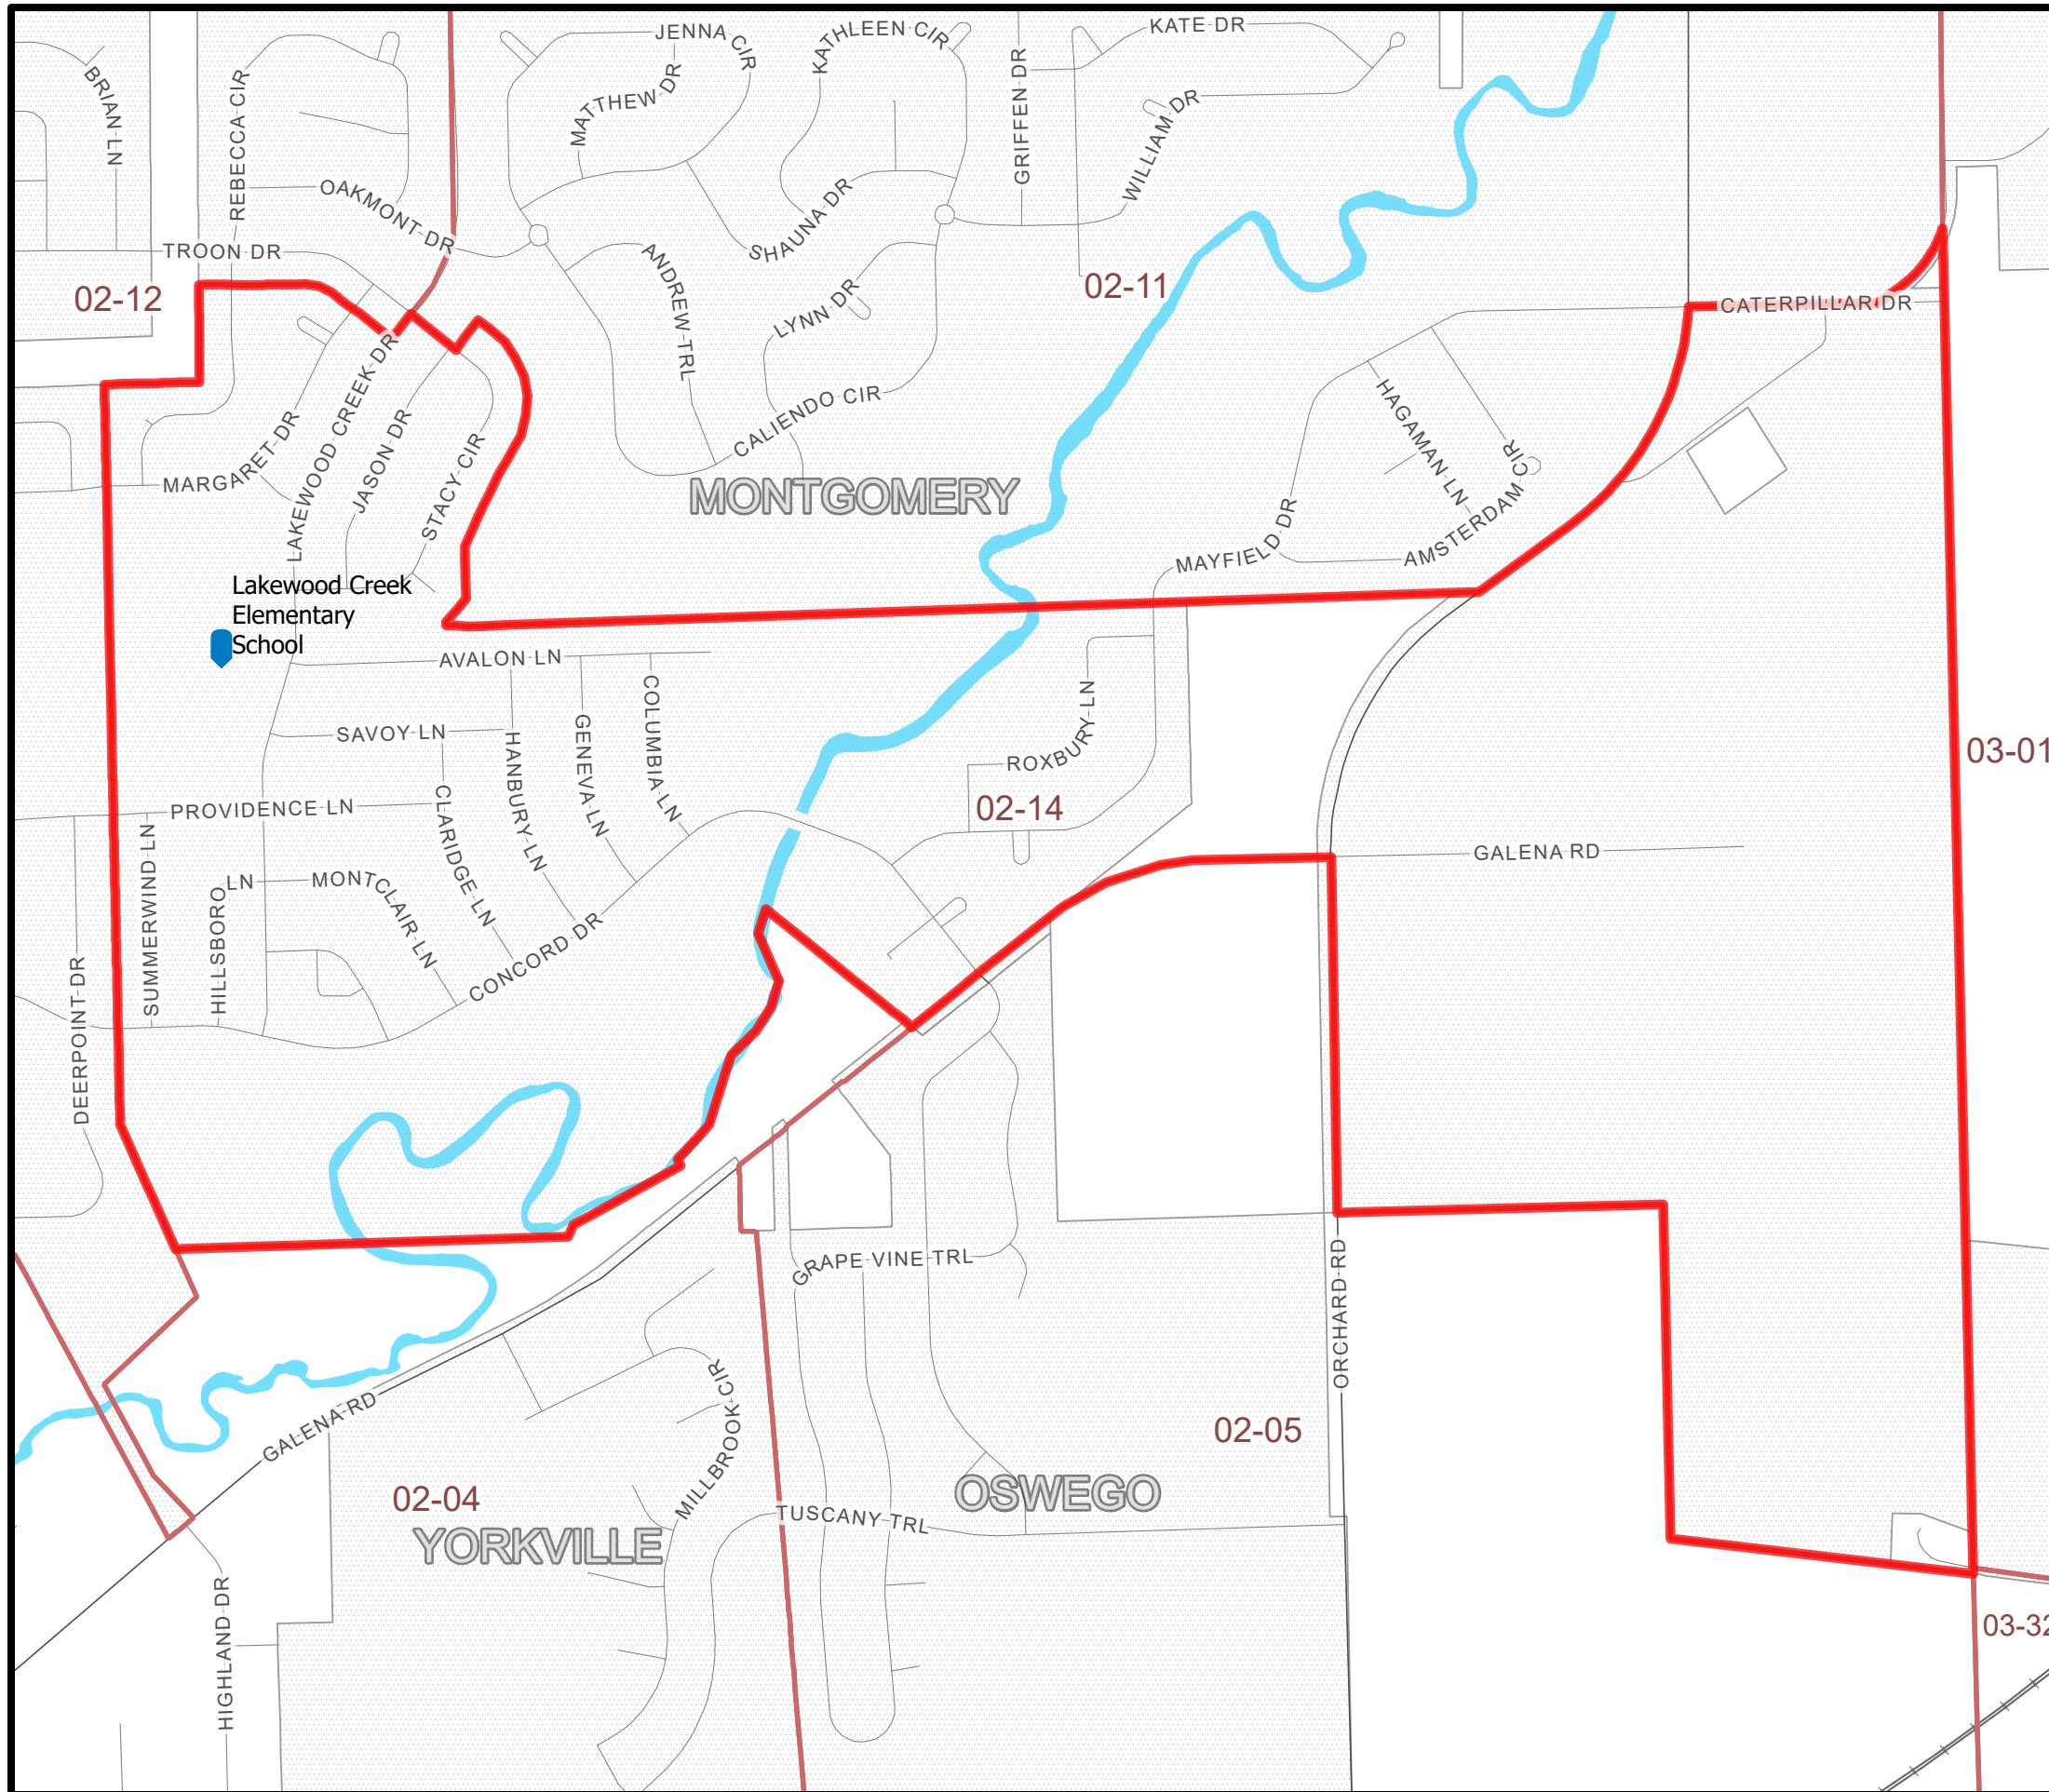 JENNA CIR
KATHLEEN CIR
KATE DR
BRIAN LN
REBECCA CIR
MATTHEW DR
GRIFFEN DR
WILLIAM DR
OAKMONT DR
SHAUNA DR
TROON DR
ANDREW TRL
02-12
02-11
LYNN DR
CATERPILLAR DR
LAKEWOOD CREEK DR
CALIENDO CIR
HAGAMAN LN
MARGARET DR
JASON DR
STACY CIR
MONTGOMERY
MAYFIELD DR
AMSTERDAM CIR
Lakewood Creek
Elementary
School
AVALON LN
COLUMBIA LN
ROXBURY LN
SAVOY LN
HANBURY LN
GENEVA LN
03-01
PROVIDENCE LN
CLARIDGE LN
02-14
SUMMERWIND LN
GALENA RD
HILLSBORO LN
MONTCLAIR LN
CONCORD DR
DEERPOINT DR
GRAPE VINE TRL
ORCHARD RD
GALENA RD
MILLBROOK CIR
02-05
02-04
OSWEGO
YORKVILLE
TUSCANY TRL
HIGHLAND DR
03-32